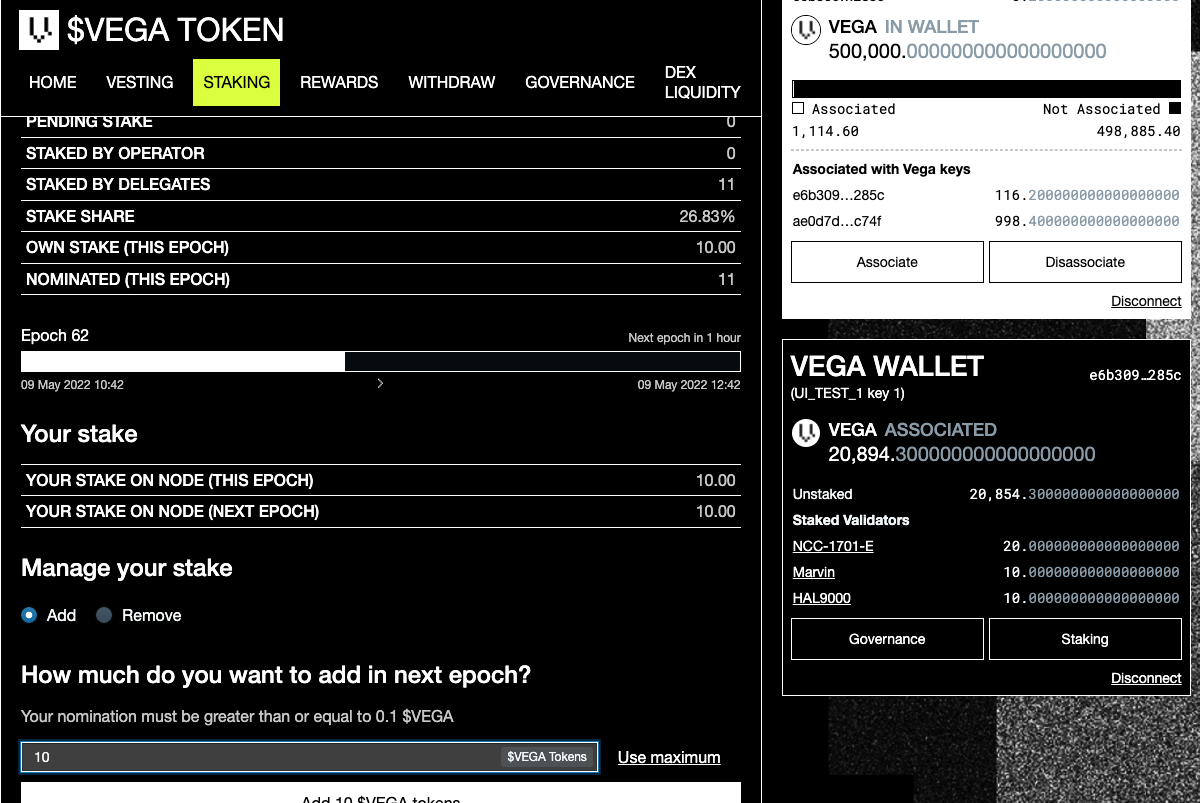 $VEGA TOKEN
HOME VESTING STAKING REWARDS WITHDRAW GOVERNANCE DEX LIQUIDITY
PENDING STAKE 0
STAKED BY OPERATOR 0
STAKED BY DELEGATES 11
STAKE SHARE 26.83%
OWN STAKE (THIS EPOCH) 10.00
NOMINATED (THIS EPOCH) 11
Epoch 62 Next epoch in 1 hour
09 May 2022 10:42 > 09 May 2022 12:42
Your stake
YOUR STAKE ON NODE (THIS EPOCH) 10.00
YOUR STAKE ON NODE (NEXT EPOCH) 10.00
Manage your stake
Add Remove
How much do you want to add in next epoch?
Your nomination must be greater than or equal to 0.1 $VEGA
10 $VEGA Tokens Use maximum
Add 10 $VEGA tokens
VEGA IN WALLET
500,000.000000000000000000
Associated Not Associated
1,114.60 498,885.40
Associated with Vega keys
e6b309…285c 116.200000000000000000
ae0d7d…c74f 998.400000000000000000
Associate Disassociate
Disconnect
VEGA WALLET e6b309…285c
(UI_TEST_1 key 1)
VEGA ASSOCIATED
20,894.300000000000000000
Unstaked 20,854.300000000000000000
Staked Validators
NCC-1701-E 20.000000000000000000
Marvin 10.000000000000000000
HAL9000 10.000000000000000000
Governance Staking
Disconnect